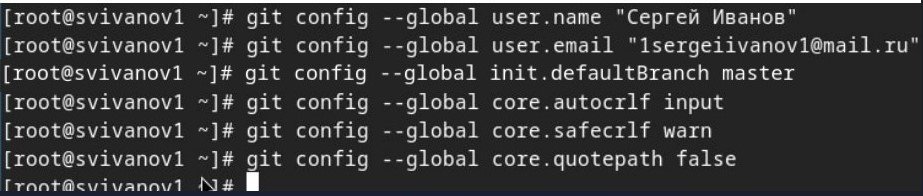 [root@svivanov1 ~]# git config --global user.name "Сергей Иванов"
[root@svivanov1 ~]# git config --global user.email "1sergeiivanov1@mail.ru"
[root@svivanov1 ~]# git config --global init.defaultBranch master
[root@svivanov1 ~]# git config --global core.autocrlf input
[root@svivanov1 ~]# git config --global core.safecrlf warn
[root@svivanov1 ~]# git config --global core.quotepath false
[root@svivanov1 ~]#